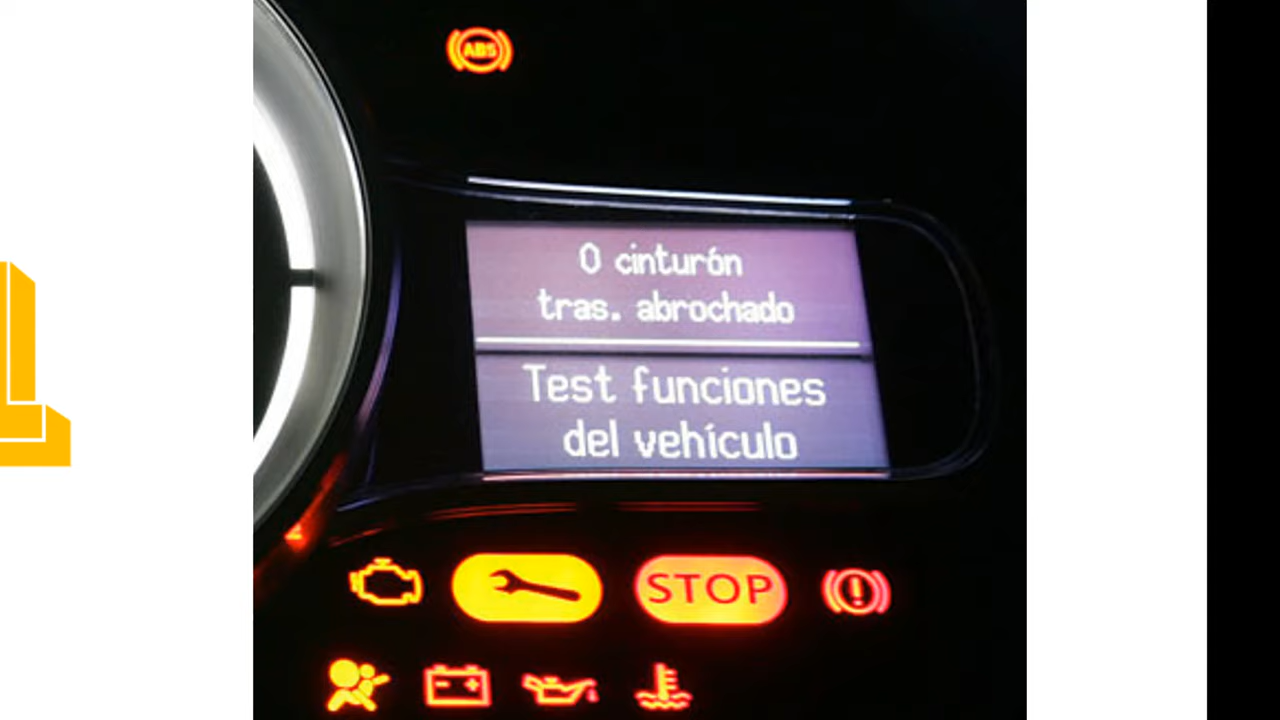 ABS
0 cinturón
tras. abrochado
Test funciones
del vehículo
STOP